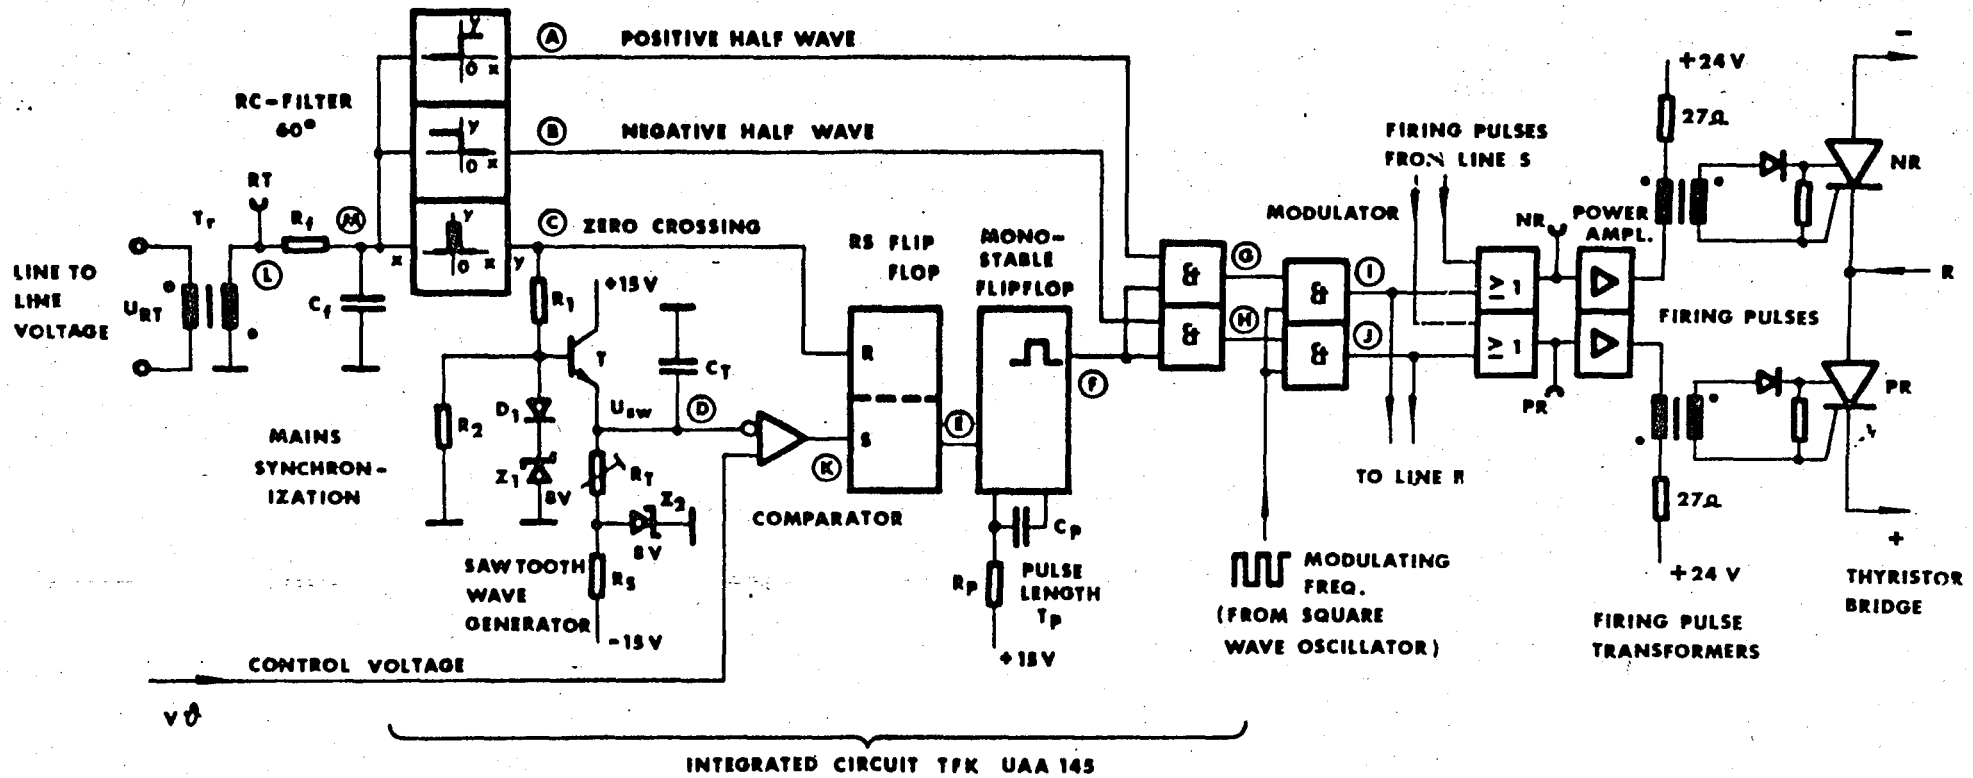 y
0 x
A
POSITIVE HALF WAVE
RC-FILTER
60°
y
0 x
B
NEGATIVE HALF WAVE
y
x 0 x y
C
ZERO CROSSING
RT
Tr
Rf
M
L
Cf
LINE TO
LINE
VOLTAGE
URT
R1
+15V
T
CT
R2
D1
Usw
D
Z1
8V
RT
Z2
8V
RS
-15V
MAINS
SYNCHRON-
IZATION
SAWTOOTH
WAVE
GENERATOR
COMPARATOR
K
RS FLIP
FLOP
R
S
E
MONO-
STABLE
FLIPFLOP
F
CP
RP
PULSE
LENGTH
TP
+15V
&
&
G
H
MODULATOR
&
&
I
J
FIRING PULSES
FROM LINE S
TO LINE R
MODULATING
FREQ.
(FROM SQUARE
WAVE OSCILLATOR)
≥1
≥1
NR
PR
POWER
AMPL.
+24V
27Ω
FIRING PULSES
27Ω
+24 V
FIRING PULSE
TRANSFORMERS
-
NR
R
PR
+
THYRISTOR
BRIDGE
CONTROL VOLTAGE
vϑ
INTEGRATED CIRCUIT TFK UAA 145